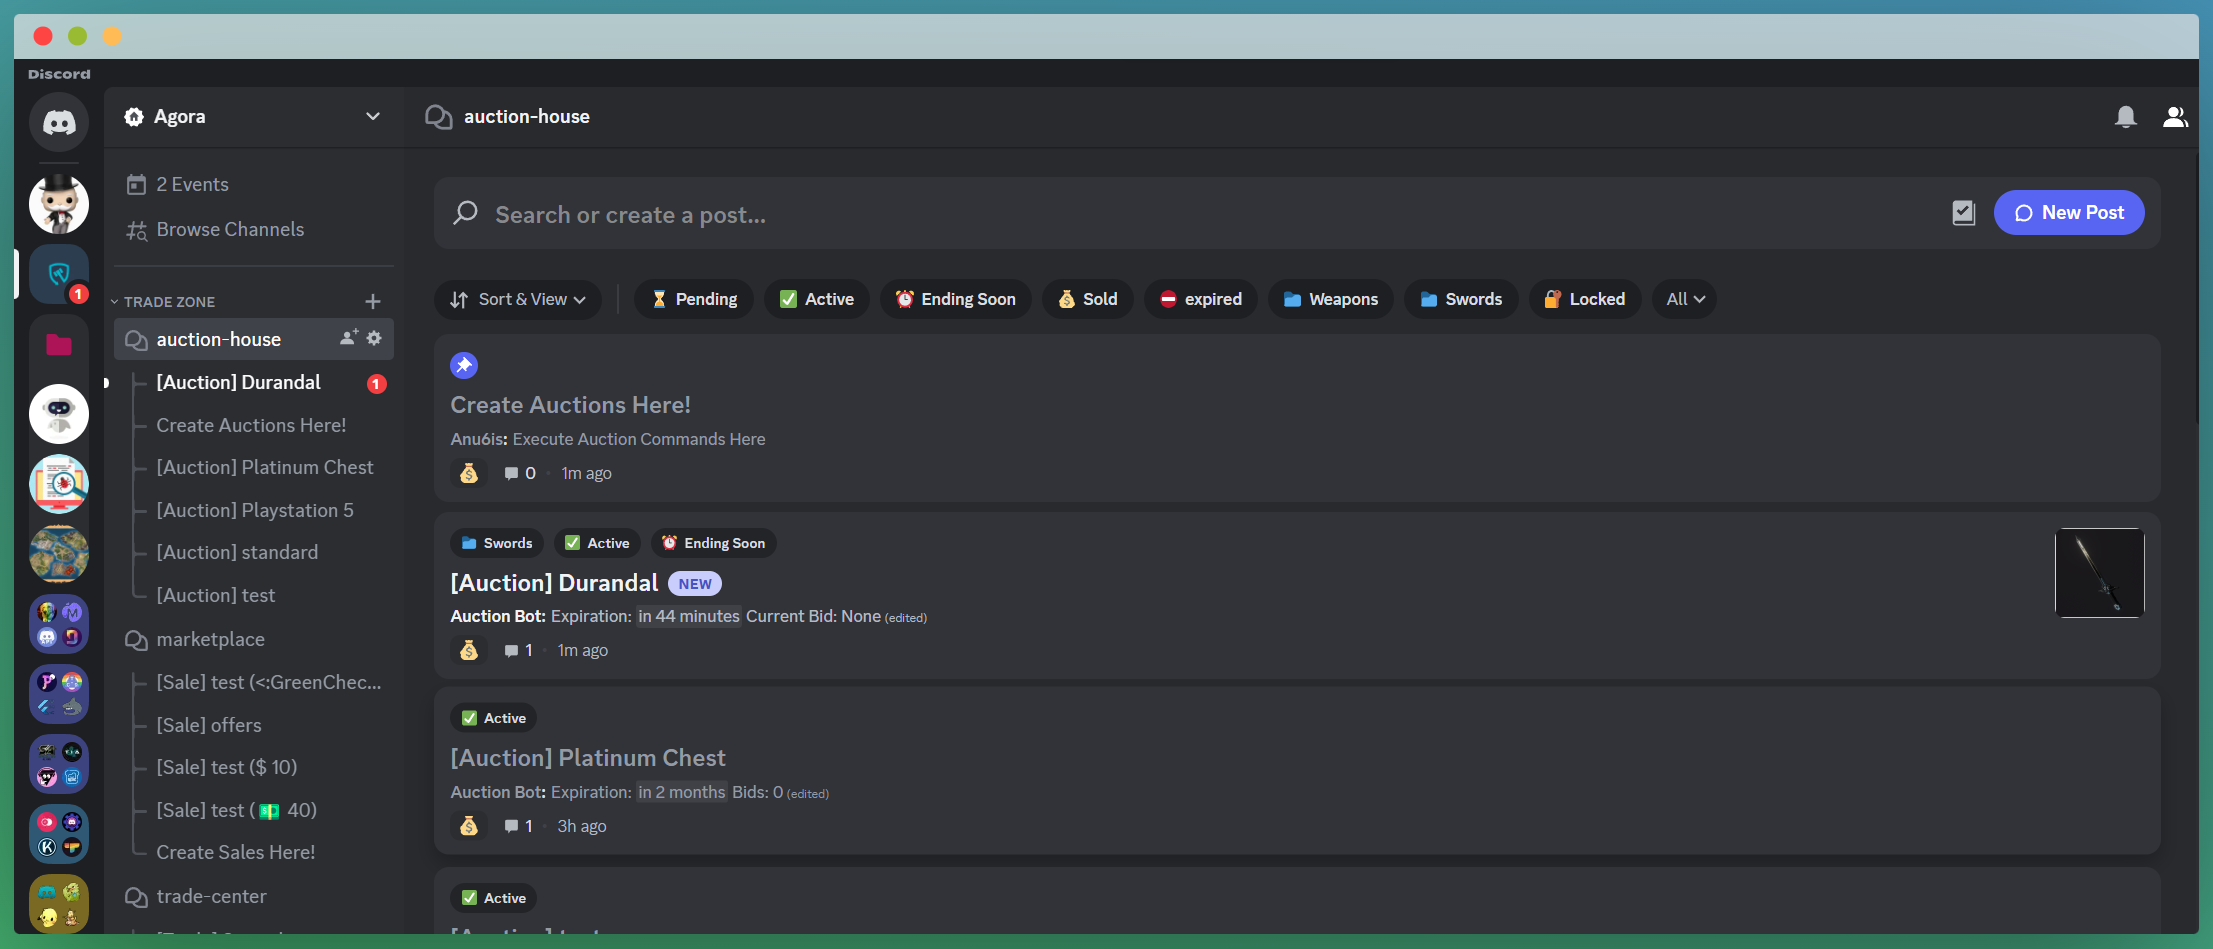 Discord
Agora
2 Events
Browse Channels
TRADE ZONE
auction-house
[Auction] Durandal
1
Create Auctions Here!
[Auction] Platinum Chest
[Auction] Playstation 5
[Auction] standard
[Auction] test
marketplace
[Sale] test (<:GreenChec...
[Sale] offers
[Sale] test ($ 10)
[Sale] test (💵 40)
Create Sales Here!
trade-center
1
auction-house
Search or create a post...
New Post
Sort & View
Pending
Active
Ending Soon
Sold
expired
Weapons
Swords
Locked
All
Create Auctions Here!
Anu6is: Execute Auction Commands Here
0 • 1m ago
Swords Active Ending Soon
[Auction] Durandal NEW
Auction Bot: Expiration: in 44 minutes Current Bid: None (edited)
1 • 1m ago
Active
[Auction] Platinum Chest
Auction Bot: Expiration: in 2 months Bids: 0 (edited)
1 • 3h ago
Active